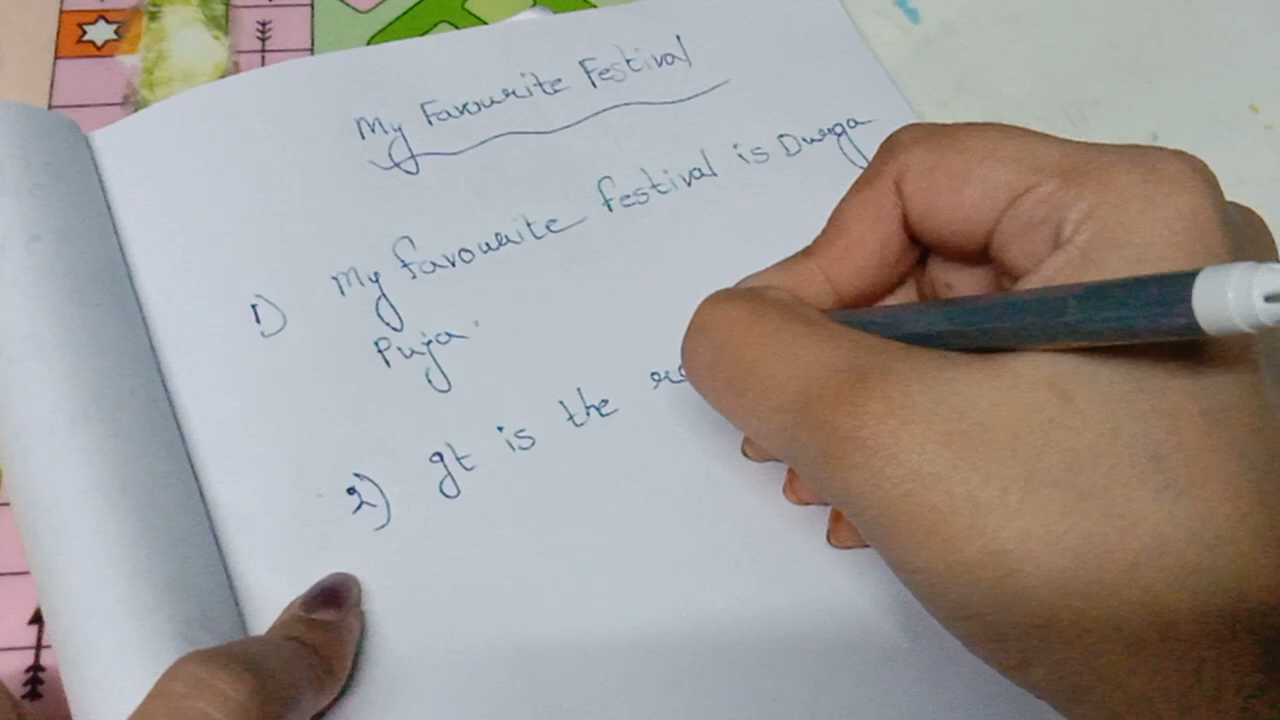 My Favourite Festival
1) My favourite festival is Durga
Puja
2) It is the